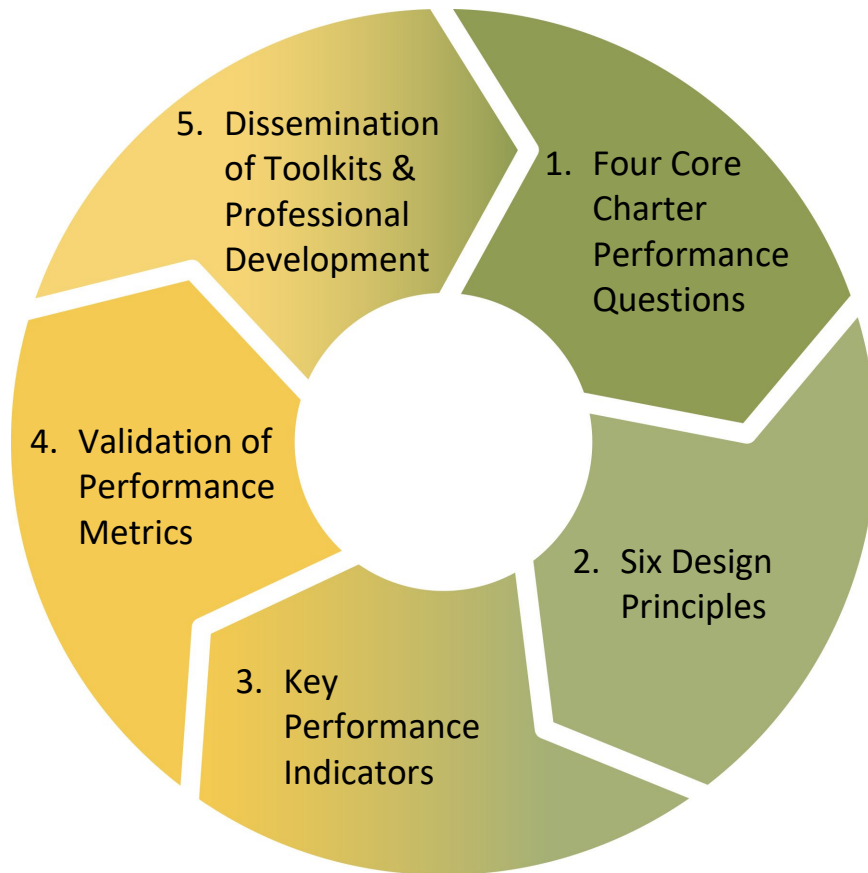 1. Four Core
Charter
Performance
Questions
2. Six Design
Principles
3. Key
Performance
Indicators
4. Validation of
Performance
Metrics
5. Dissemination
of Toolkits &
Professional
Development